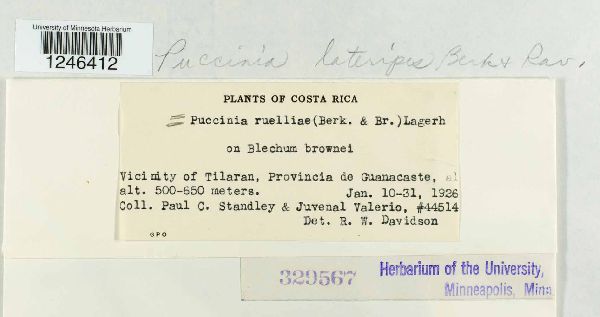 University of Minnesota Herbarium
1246412
Puccinia lateripes Berk & Rav.
PLANTS OF COSTA RICA
= Puccinia ruelliae(Berk. & Br.)Lagerh
on Blechum brownei
Vicinity of Tilaran, Provincia de Guanacaste, al
alt. 500-650 meters. Jan. 10-31, 1926
Coll. Paul C. Standley & Juvenal Valerio, #44514
Det. R. W. Davidson
GPO
329567
Herbarium of the University,
Minneapolis, Minn